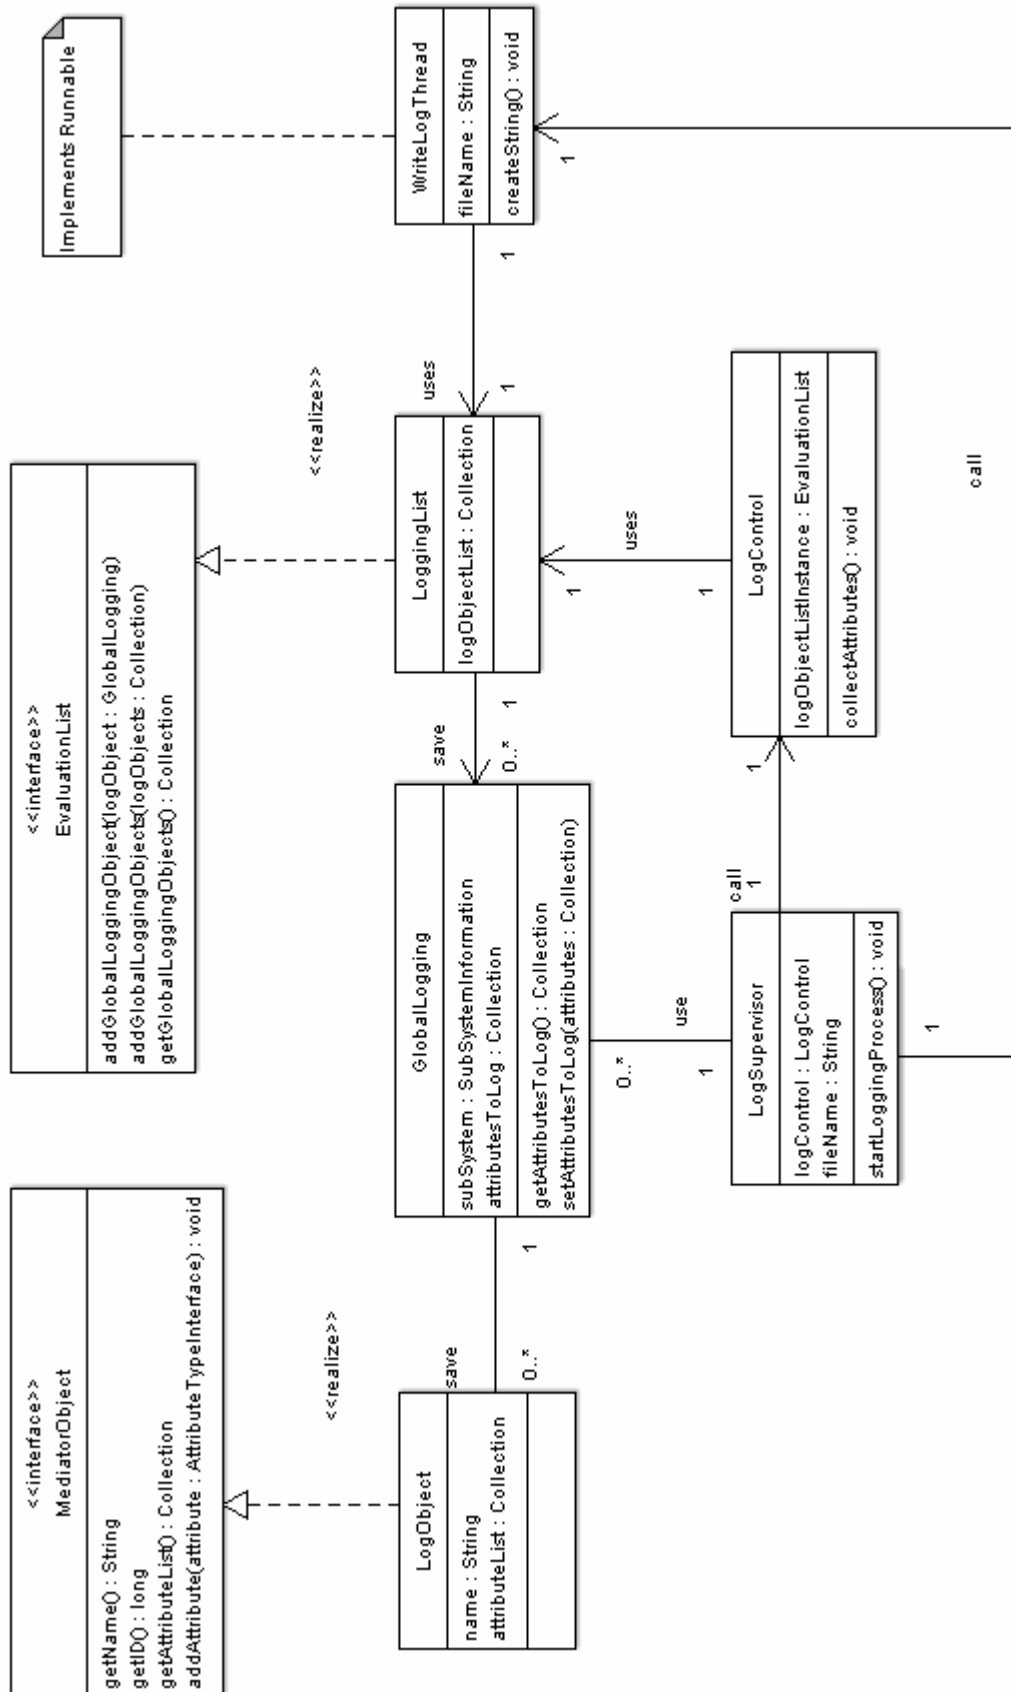 <<interface>>
MediatorObject
getName() : String
getID() : long
getAttributeList() : Collection
addAttribute(attribute : AttributeTypeInterface) : void
<<interface>>
EvaluationList
addGlobalLoggingObject(logObject : GlobalLogging)
addGlobalLoggingObjects(logObjects : Collection)
getGlobalLoggingObjects() : Collection
Implements Runnable
<<realize>>
<<realize>>
LogObject
name : String
attributeList : Collection
save
0..*
1
GlobalLogging
subSystem : SubSystemInformation
attributesToLog : Collection
getAttributesToLog() : Collection
setAttributesToLog(attributes : Collection)
save
0..*
1
LoggingList
logObjectList : Collection
uses
1
1
WriteLogThread
fileName : String
createString() : void
1
0..*
use
1
1
uses
1
LogSupervisor
logControl : LogControl
fileName : String
startLoggingProcess() : void
call
1
1
LogControl
logObjectListInstance : EvaluationList
collectAttributes() : void
1
call